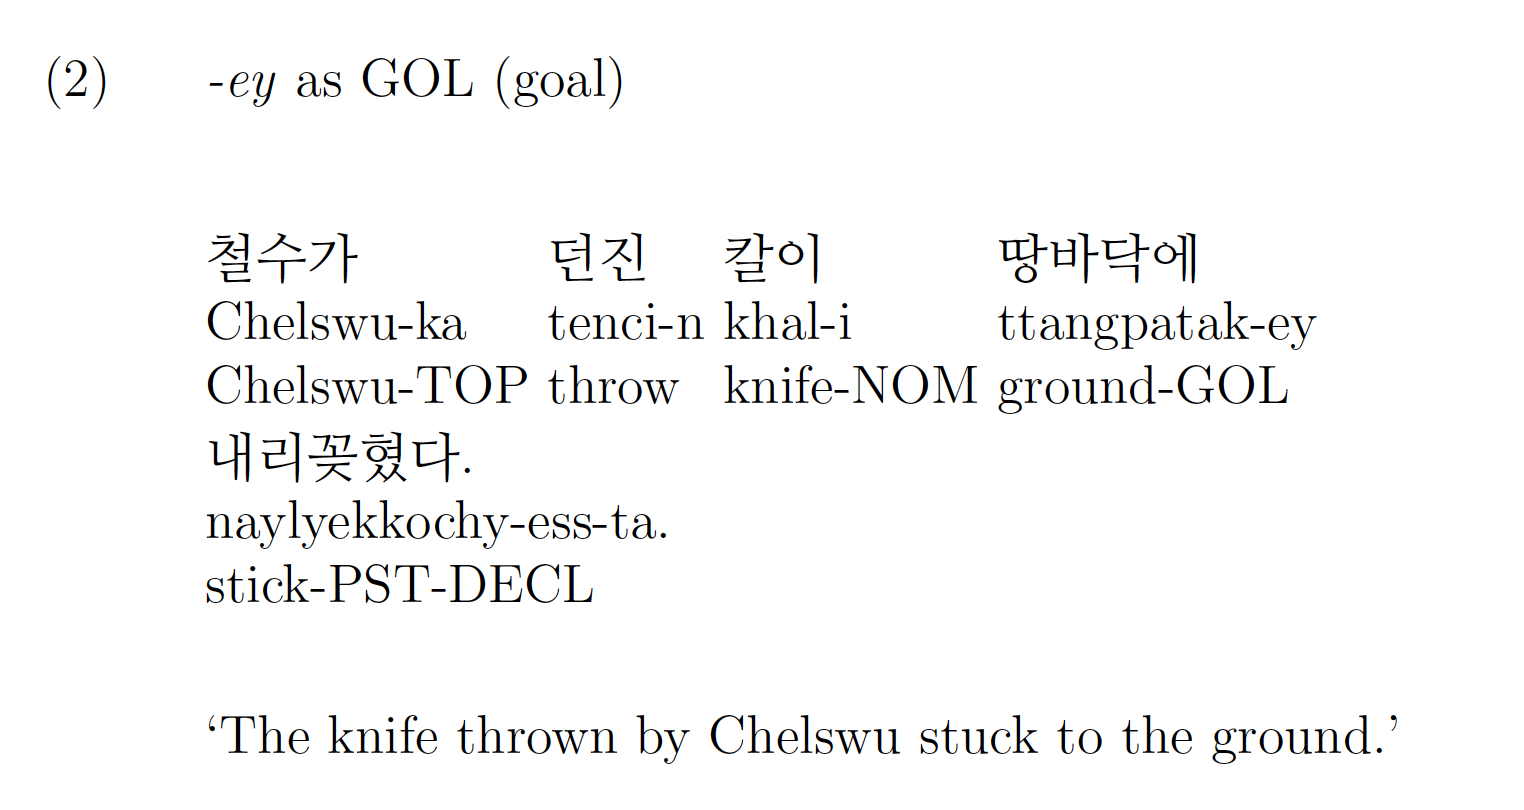 (2) -ey as GOL (goal)
철수가 던진 칼이 땅바닥에
Chelswu-ka tenci-n khal-i ttangpatak-ey
Chelswu-TOP throw knife-NOM ground-GOL
내리꽂혔다.
naylyekkochy-ess-ta.
stick-PST-DECL
‘The knife thrown by Chelswu stuck to the ground.’